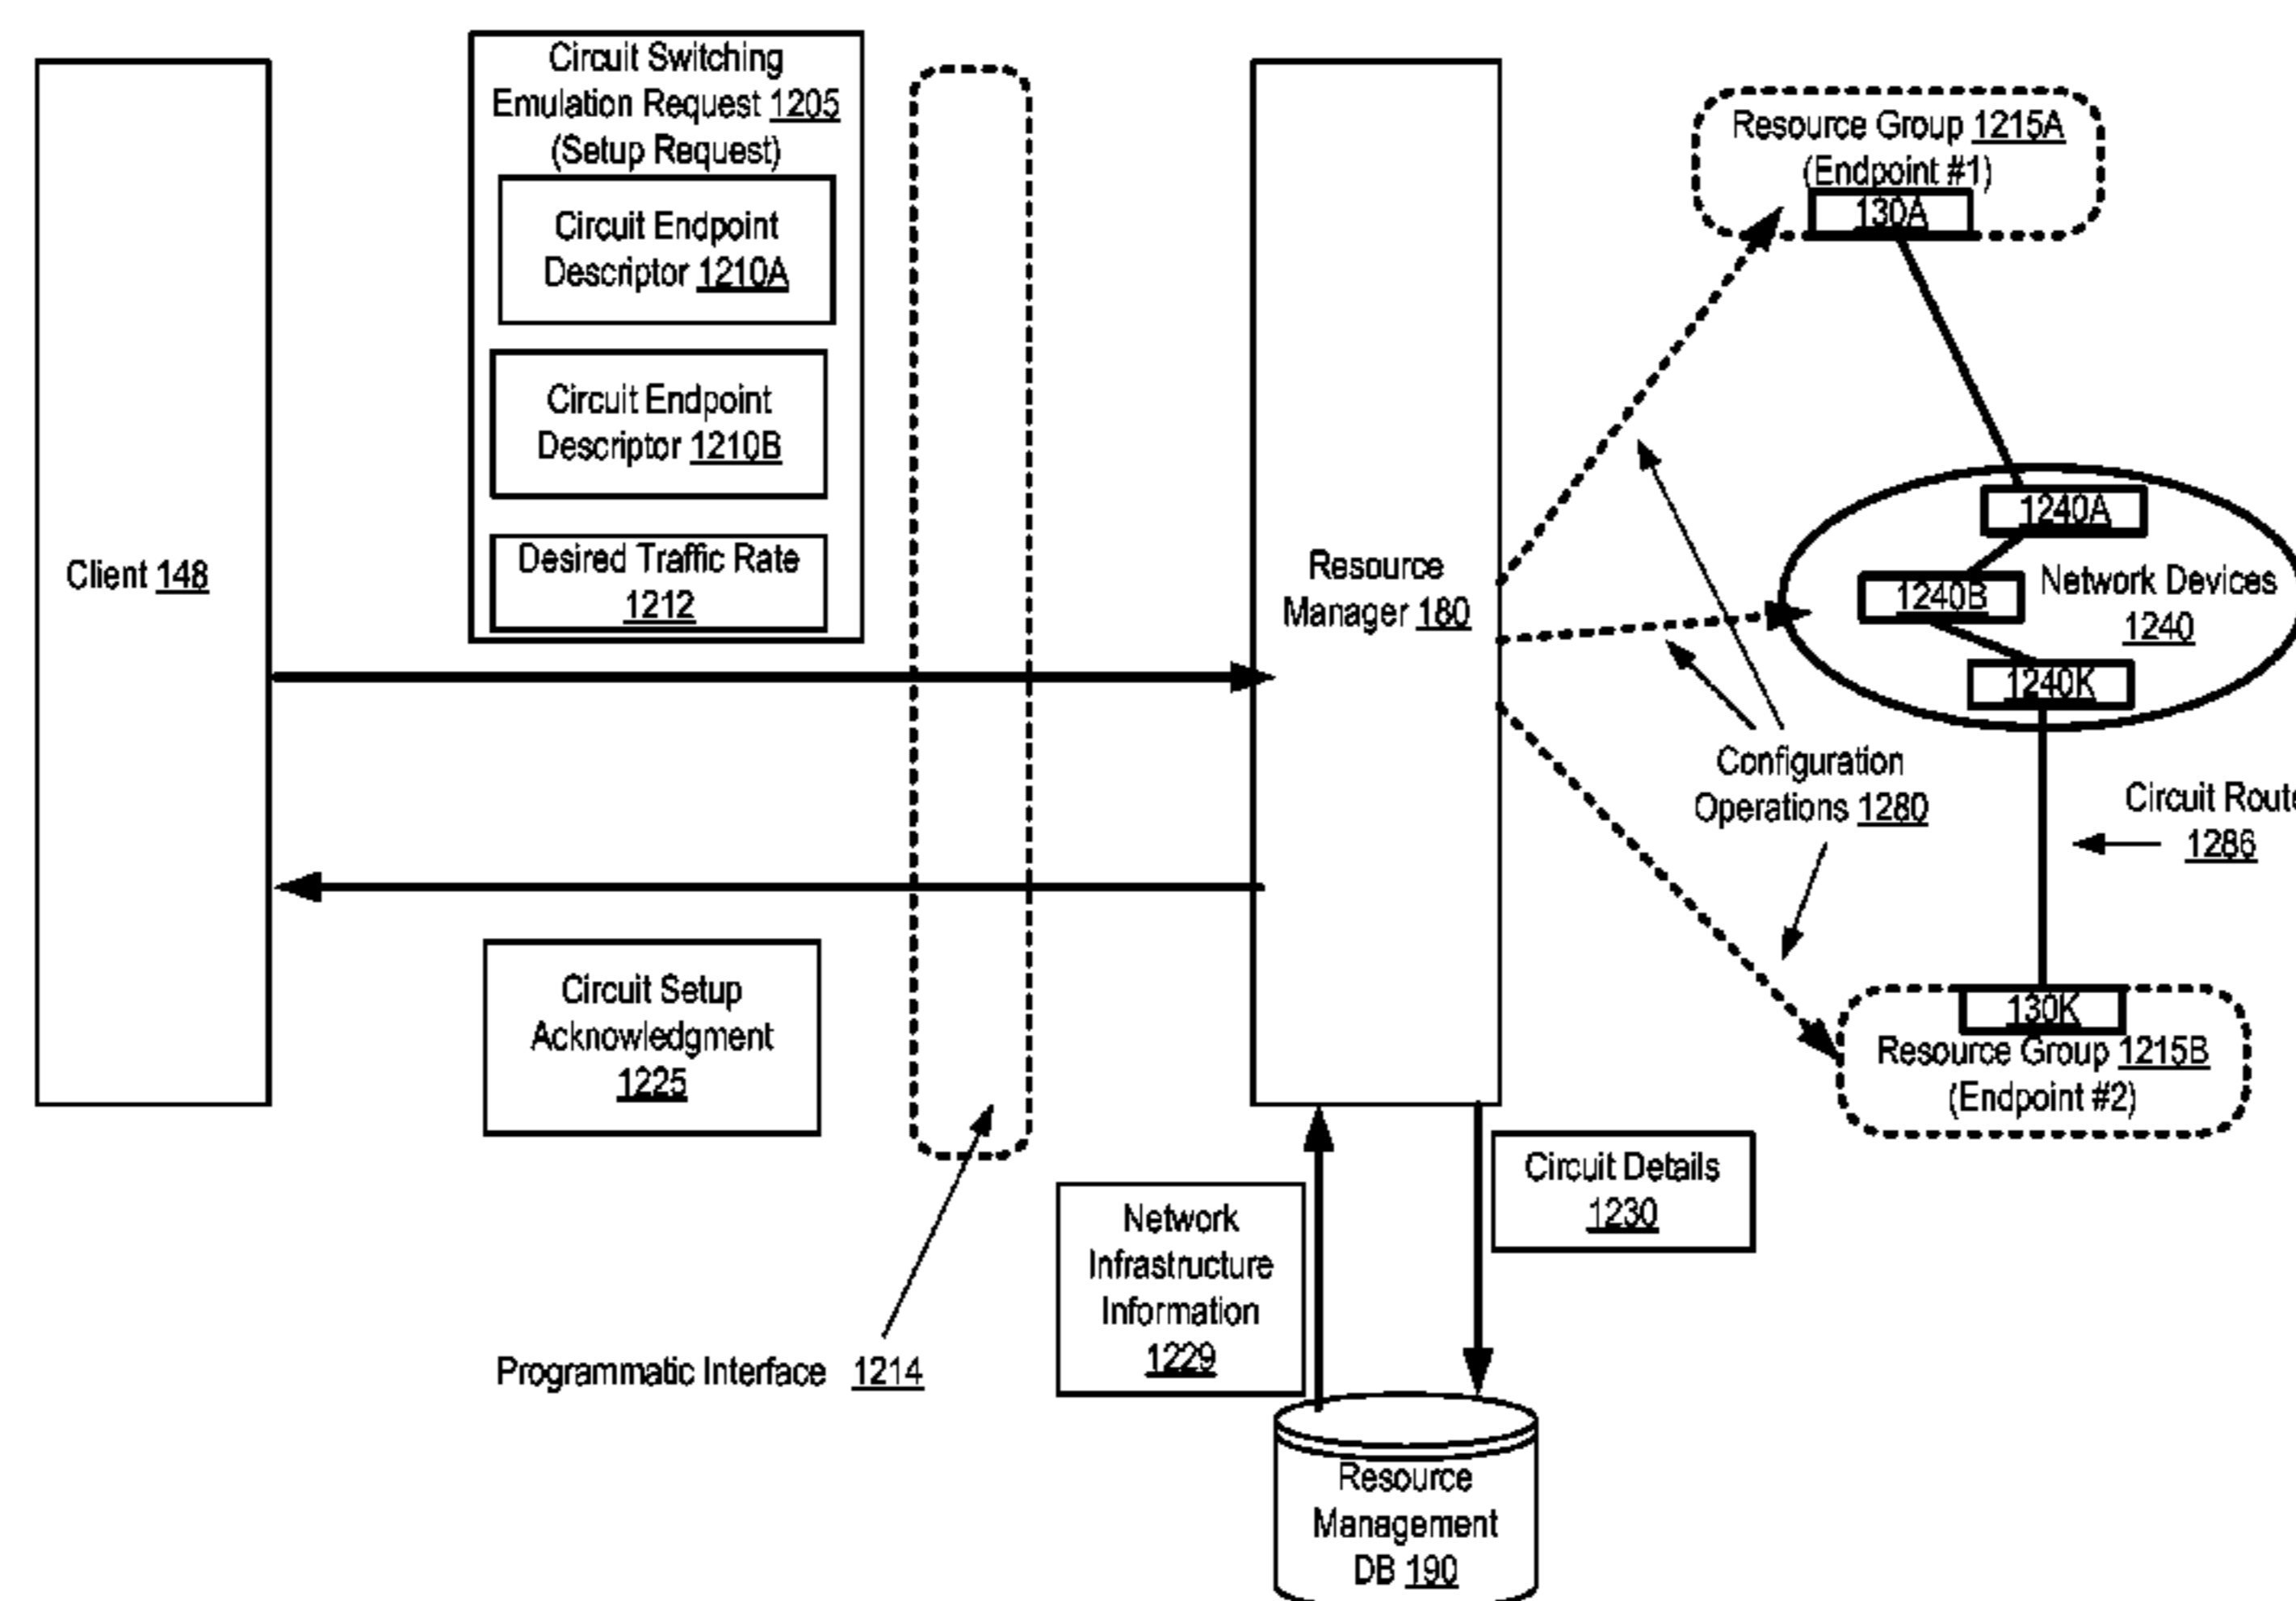 Circuit Switching
Emulation Request 1205
(Setup Request)
Circuit Endpoint
Descriptor 1210A
Circuit Endpoint
Descriptor 1210B
Desired Traffic Rate
1212
Client 148
Resource
Manager 180
Resource Group 1215A
(Endpoint #1)
130A
1240A
1240B
Network Devices
1240
1240K
Configuration
Operations 1280
Circuit Route
1286
130K
Resource Group 1215B
(Endpoint #2)
Circuit Setup
Acknowledgment
1225
Programmatic Interface 1214
Network
Infrastructure
Information
1229
Circuit Details
1230
Resource
Management
DB 190